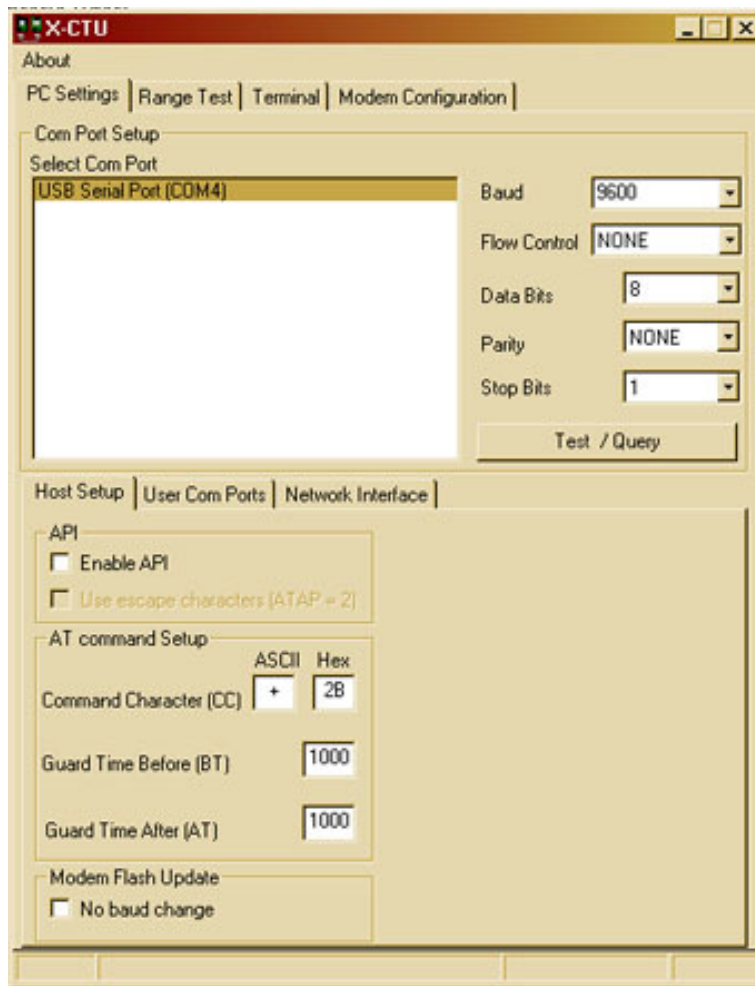 X-CTU
About
PC Settings Range Test Terminal Modem Configuration
Com Port Setup
Select Com Port
USB Serial Port (COM4)
Baud 9600
Flow Control NONE
Data Bits 8
Parity NONE
Stop Bits 1
Test / Query
Host Setup User Com Ports Network Interface
API
Enable API
Use escape characters (ATAP = 2)
AT command Setup
ASCII Hex
Command Character (CC) + 2B
Guard Time Before (BT) 1000
Guard Time After (AT) 1000
Modem Flash Update
No baud change